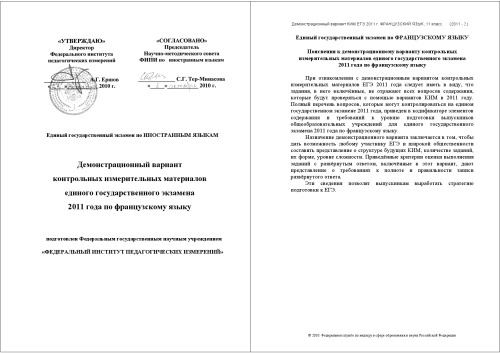 «УТВЕРЖДАЮ»
Директор
Федерального института
педагогических измерений
А.Г. Ершов
2010 г.
«СОГЛАСОВАНО»
Председатель
Научно-методического совета
ФИПИ по иностранным языкам
С.Г. Тер-Минасова
2010 г.
Единый государственный экзамен по ИНОСТРАННЫМ ЯЗЫКАМ
Демонстрационный вариант
контрольных измерительных материалов
единого государственного экзамена
2011 года по французскому языку
подготовлен Федеральным государственным научным учреждением
«ФЕДЕРАЛЬНЫЙ ИНСТИТУТ ПЕДАГОГИЧЕСКИХ ИЗМЕРЕНИЙ»
Демонстрационный вариант КИМ ЕГЭ 2011 г. ФРАНЦУЗСКИЙ ЯЗЫК, 11 класс. (2011 - 2)
Единый государственный экзамен по ФРАНЦУЗСКОМУ ЯЗЫКУ
Пояснения к демонстрационному варианту контрольных
измерительных материалов единого государственного экзамена
2011 года по французскому языку
При ознакомлении с демонстрационным вариантом контрольных
измерительных материалов ЕГЭ 2011 года следует иметь в виду, что
задания, в него включённые, не отражают всех вопросов содержания,
которые будут проверяться с помощью вариантов КИМ в 2011 году.
Полный перечень вопросов, которые могут контролироваться на едином
государственном экзамене 2011 года, приведен в кодификаторе элементов
содержания и требований к уровню подготовки выпускников
общеобразовательных учреждений для единого государственного
экзамена 2011 года по французскому языку.
Назначение демонстрационного варианта заключается в том, чтобы
дать возможность любому участнику ЕГЭ и широкой общественности
составить представление о структуре будущих КИМ, количестве заданий,
их форме, уровне сложности. Приведённые критерии оценки выполнения
заданий с развёрнутым ответом, включённые в этот вариант, дают
представление о требованиях к полноте и правильности записи
развёрнутого ответа.
Эти сведения позволят выпускникам выработать стратегию
подготовки к ЕГЭ.
© 2011 Федеральная служба по надзору в сфере образования и науки Российской Федерации